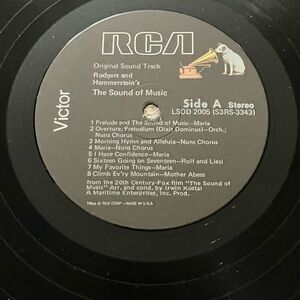 RCA
Original Sound Track
Rodgers and
Hammerstein's
The Sound of Music
Victor
Side A Stereo
LSOD 2005 (S3RS-3343)
1 Prelude and The Sound of Music—Maria
2 Overture; Preludium (Dixit Dominus)—Orch.;
Nuns Chorus
3 Morning Hymn and Alleluia—Nuns Chorus
4 Maria—Nuns Chorus
5 I Have Confidence—Maria
6 Sixteen Going on Seventeen—Rolf and Liesl
7 My Favorite Things—Maria
8 Climb Ev'ry Mountain—Mother Abess
from the 20th Century-Fox film "The Sound of
Music" Arr. and cond. by Irwin Kostal
A Maritime Enterprises, Inc. Prod.
TMK(s) ® RCA CORP—MADE IN U.S.A